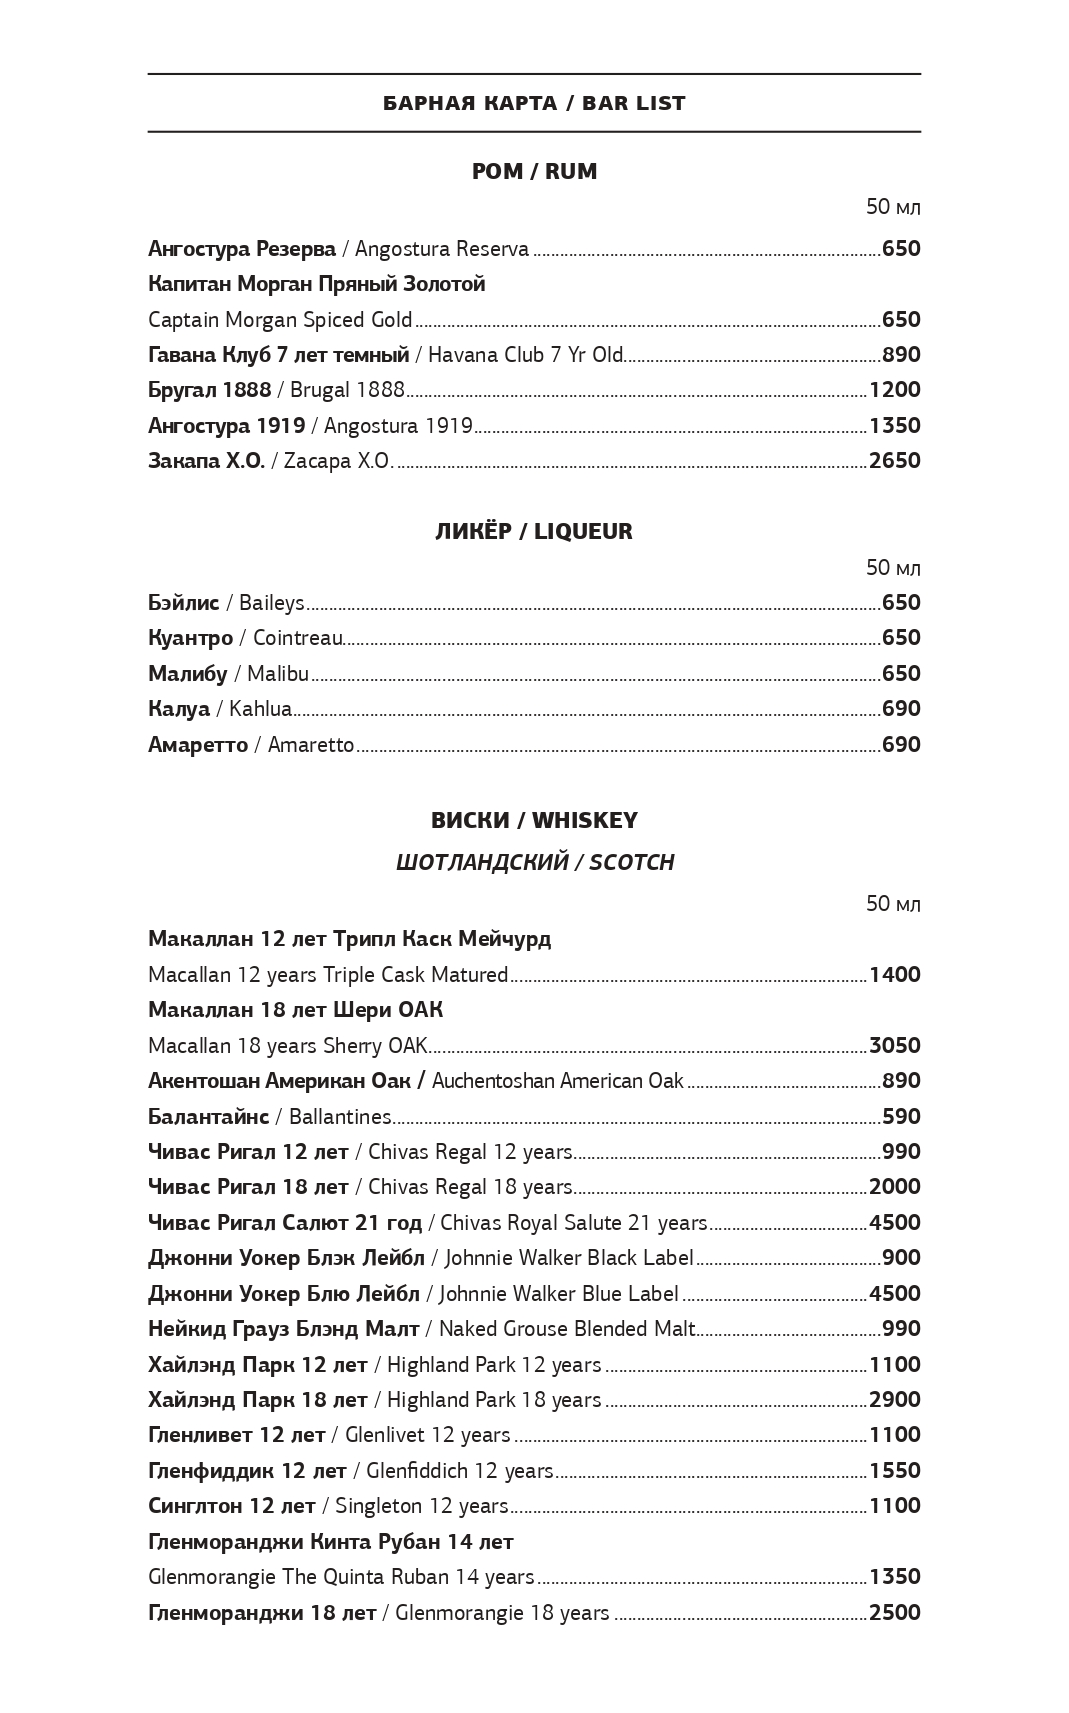 БАРНАЯ КАРТА / BAR LIST
РОМ / RUM
50 мл
Ангостура Резерва / Angostura Reserva ........ 650
Капитан Морган Пряный Золотой
Captain Morgan Spiced Gold ........ 650
Гавана Клуб 7 лет темный / Havana Club 7 Yr Old ........ 890
Бругал 1888 / Brugal 1888 ........ 1200
Ангостура 1919 / Angostura 1919 ........ 1350
Закапа Х.О. / Zacapa X.O. ........ 2650
ЛИКЁР / LIQUEUR
50 мл
Бэйлис / Baileys ........ 650
Куантро / Cointreau ........ 650
Малибу / Malibu ........ 650
Калуа / Kahlua ........ 690
Амаретто / Amaretto ........ 690
ВИСКИ / WHISKEY
ШОТЛАНДСКИЙ / SCOTCH
50 мл
Макаллан 12 лет Трипл Каск Мейчурд
Macallan 12 years Triple Cask Matured ........ 1400
Макаллан 18 лет Шери ОАК
Macallan 18 years Sherry OAK ........ 3050
Акентошан Американ Оак / Auchentoshan American Oak ........ 890
Балантайнс / Ballantines ........ 590
Чивас Ригал 12 лет / Chivas Regal 12 years ........ 990
Чивас Ригал 18 лет / Chivas Regal 18 years ........ 2000
Чивас Ригал Салют 21 год / Chivas Royal Salute 21 years ........ 4500
Джонни Уокер Блэк Лейбл / Johnnie Walker Black Label ........ 900
Джонни Уокер Блю Лейбл / Johnnie Walker Blue Label ........ 4500
Нейкид Грауз Блэнд Малт / Naked Grouse Blended Malt ........ 990
Хайлэнд Парк 12 лет / Highland Park 12 years ........ 1100
Хайлэнд Парк 18 лет / Highland Park 18 years ........ 2900
Гленливет 12 лет / Glenlivet 12 years ........ 1100
Гленфиддик 12 лет / Glenfiddich 12 years ........ 1550
Синглтон 12 лет / Singleton 12 years ........ 1100
Гленморанджи Кинта Рубан 14 лет
Glenmorangie The Quinta Ruban 14 years ........ 1350
Гленморанджи 18 лет / Glenmorangie 18 years ........ 2500